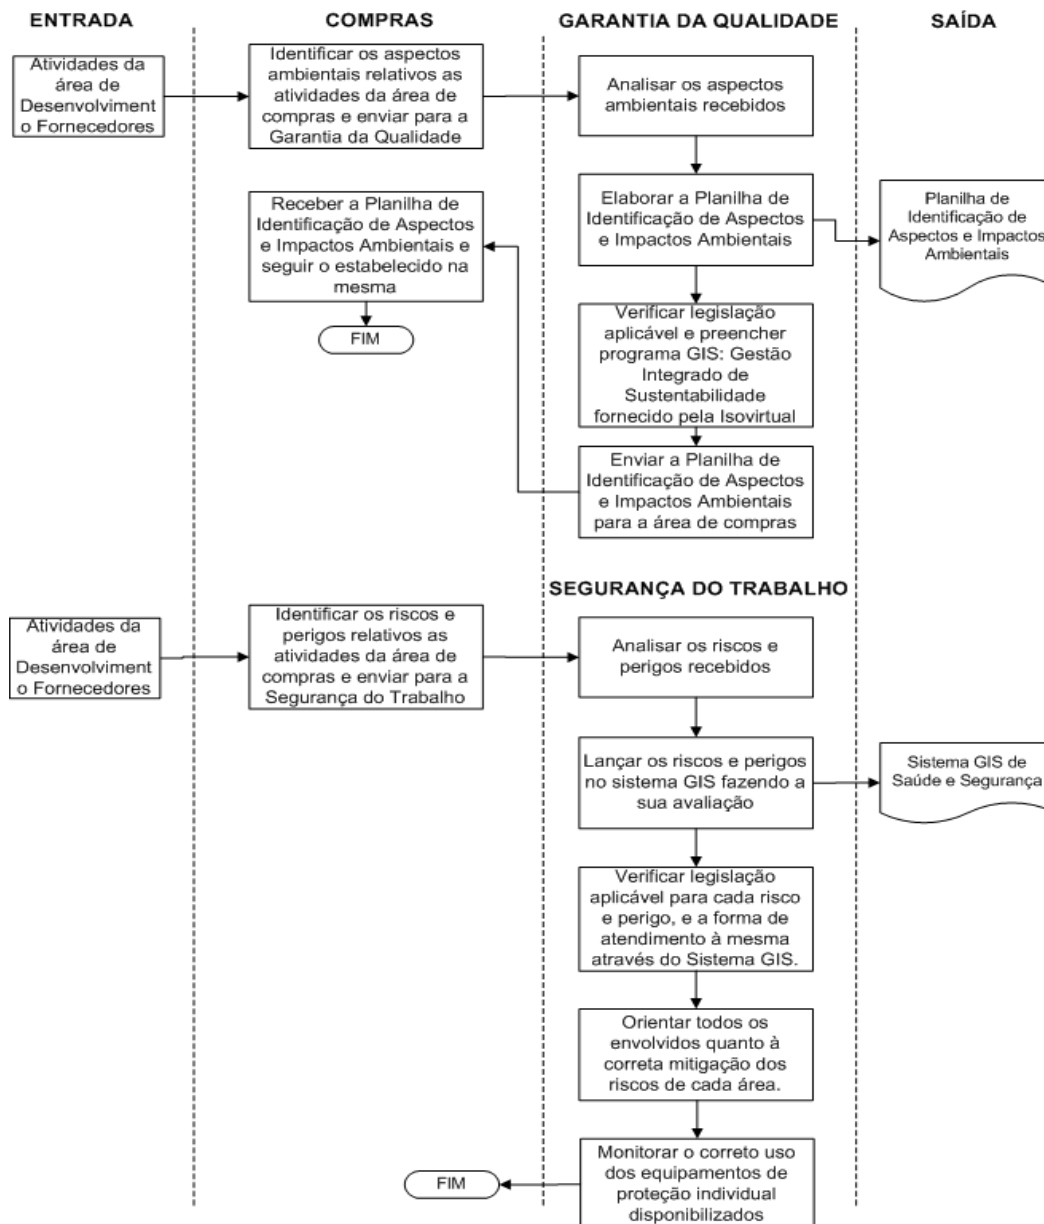 ENTRADA
COMPRAS
GARANTIA DA QUALIDADE
SAÍDA
Atividades da
área de
Desenvolviment
o Fornecedores
Identificar os aspectos
ambientais relativos as
atividades da área de
compras e enviar para a
Garantia da Qualidade
Analisar os aspectos
ambientais recebidos
Receber a Planilha de
Identificação de Aspectos
e Impactos Ambientais e
seguir o estabelecido na
mesma
Elaborar a Planilha de
Identificação de Aspectos
e Impactos Ambientais
Planilha de
Identificação de
Aspectos e Impactos
Ambientais
FIM
Verificar legislação
aplicável e preencher
programa GIS: Gestão
Integrado de
Sustentabilidade
fornecido pela Isovirtual
Enviar a Planilha de
Identificação de Aspectos
e Impactos Ambientais
para a área de compras
SEGURANÇA DO TRABALHO
Atividades da
área de
Desenvolviment
o Fornecedores
Identificar os riscos e
perigos relativos as
atividades da área de
compras e enviar para a
Segurança do Trabalho
Analisar os riscos e
perigos recebidos
Lançar os riscos e perigos
no sistema GIS fazendo a
sua avaliação
Sistema GIS de
Saúde e Segurança
Verificar legislação
aplicável para cada risco
e perigo, e a forma de
atendimento à mesma
através do Sistema GIS.
Orientar todos os
envolvidos quanto à
correta mitigação dos
riscos de cada área.
Monitorar o correto uso
dos equipamentos de
proteção individual
disponibilizados
FIM